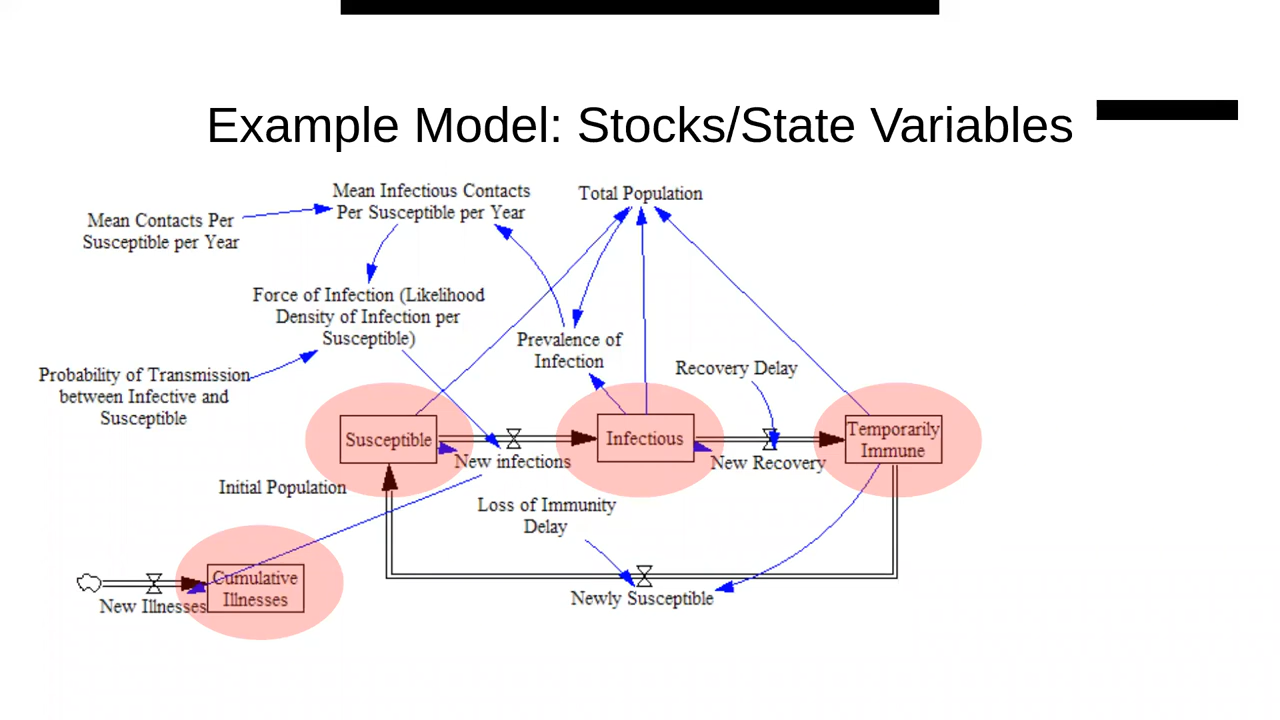 Example Model: Stocks/State Variables
Mean Infectious Contacts
Per Susceptible per Year
Total Population
Mean Contacts Per
Susceptible per Year
Force of Infection (Likelihood
Density of Infection per
Susceptible)
Prevalence of
Infection
Recovery Delay
Probability of Transmission
between Infective and
Susceptible
Susceptible
Infectious
Temporarily
Immune
New infections
New Recovery
Initial Population
Loss of Immunity
Delay
Cumulative
Illnesses
New Illnesses
Newly Susceptible